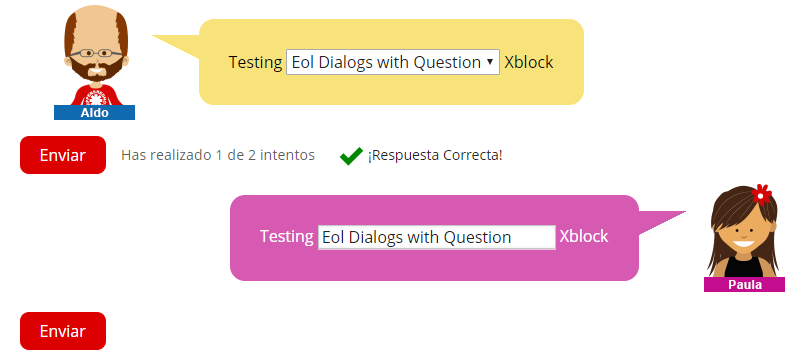 Testing Eol Dialogs with Question Xblock
Aldo
Enviar Has realizado 1 de 2 intentos ¡Respuesta Correcta!
Testing Eol Dialogs with Question Xblock
Paula
Enviar